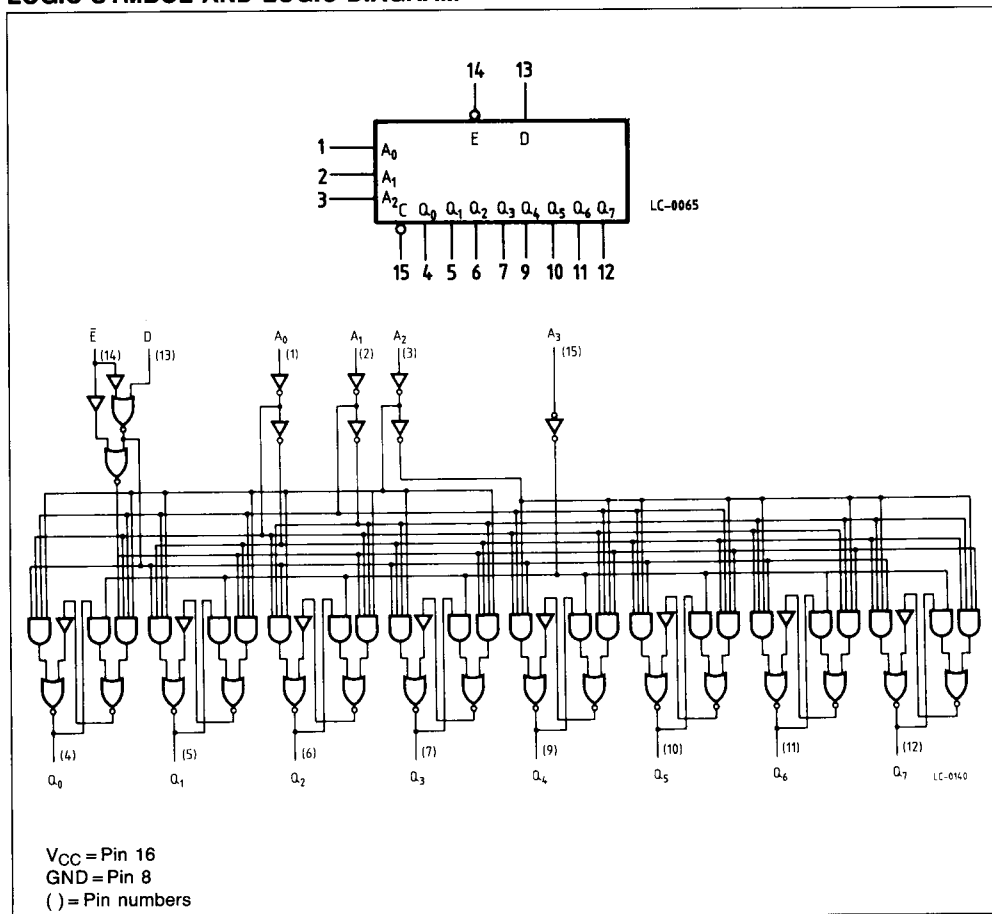 LOGIC SYMBOL AND LOGIC DIAGRAM
14 13
E D
1 A0
2 A1
3 A2
C Q0 Q1 Q2 Q3 Q4 Q5 Q6 Q7
LC-0065
15 4 5 6 7 9 10 11 12
E̅ D A0 A1 A2 A3
(14) (13) (1) (2) (3) (15)
(4) (5) (6) (7) (9) (10) (11) (12)
Q0 Q1 Q2 Q3 Q4 Q5 Q6 Q7
LC-0140
VCC = Pin 16
GND = Pin 8
( ) = Pin numbers